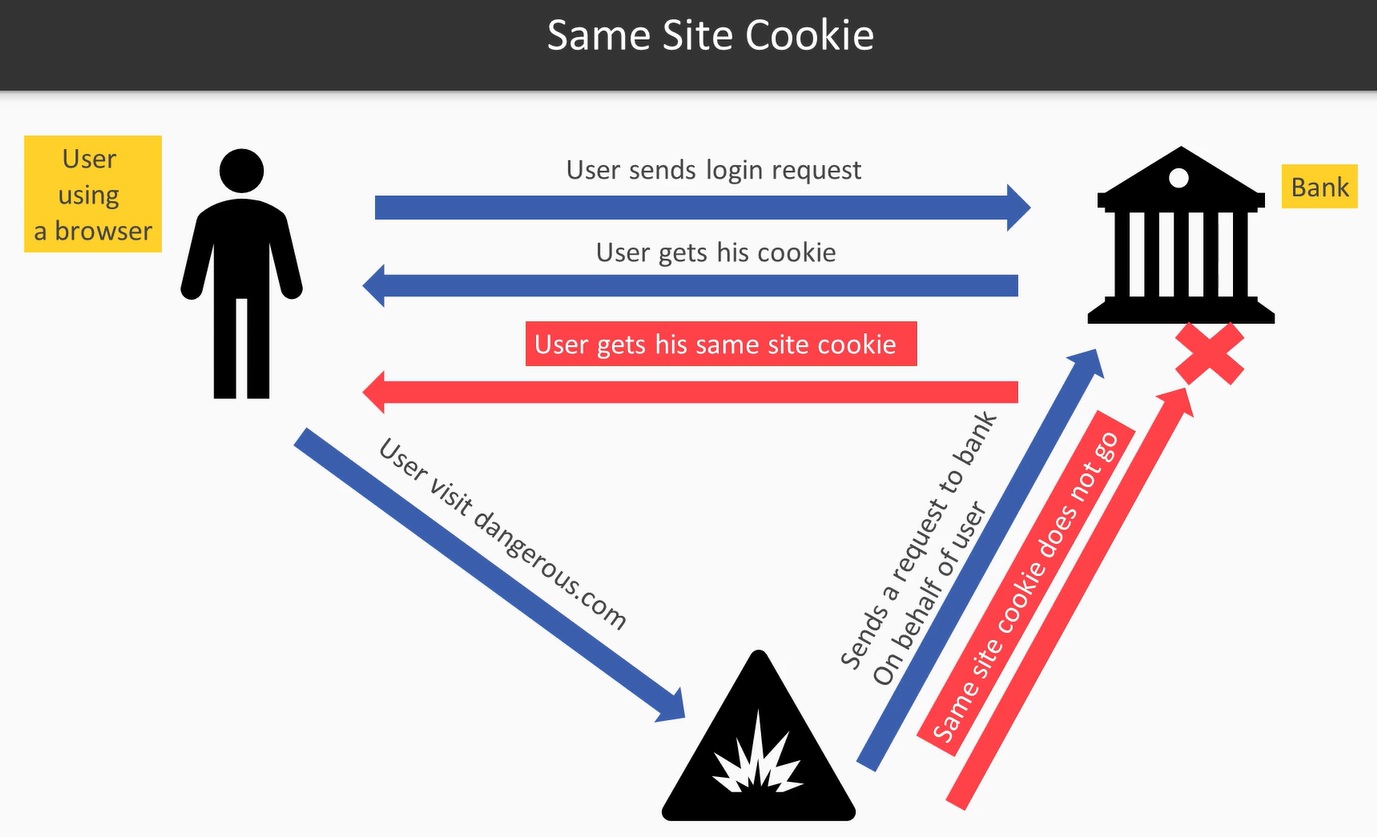 Same Site Cookie
User
using
a browser
User sends login request
Bank
User gets his cookie
User gets his same site cookie
User visit dangerous.com
Sends a request to bank
On behalf of user
Same site cookie does not go